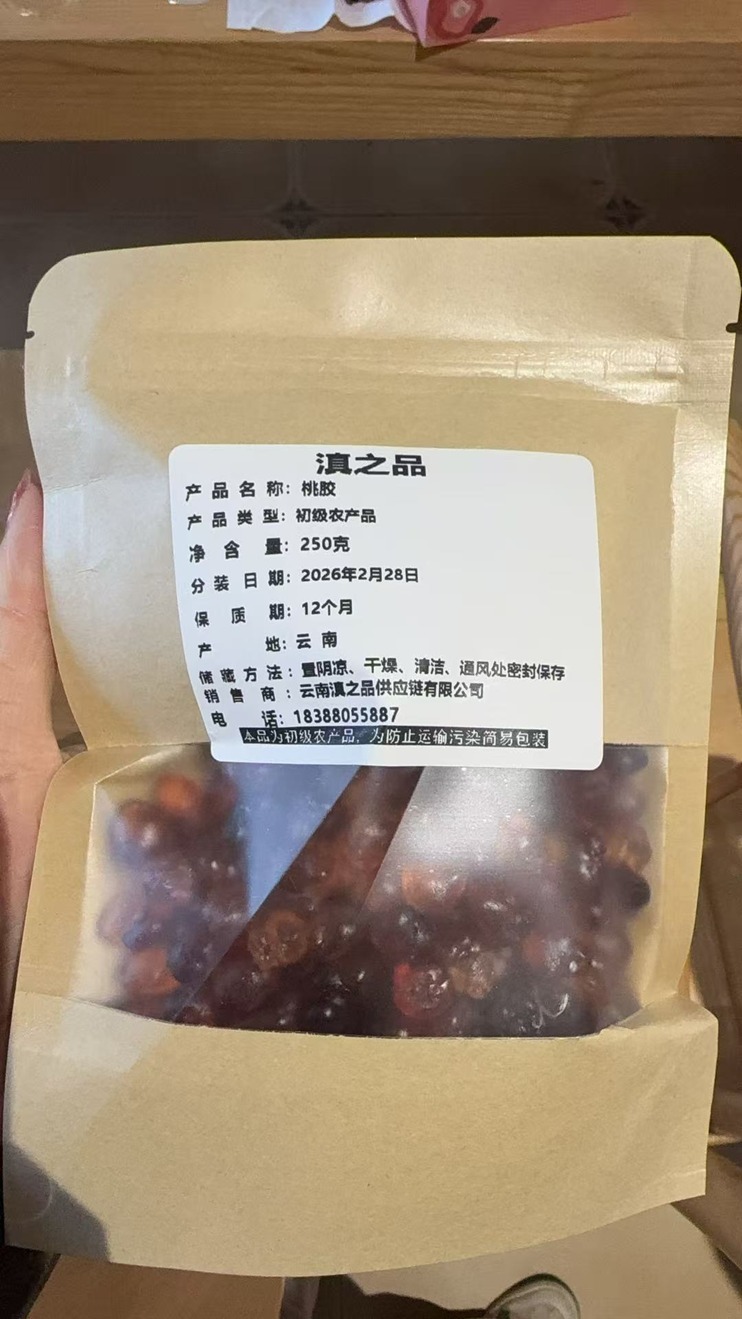 滇之品
产品名称：桃胶
产品类型：初级农产品
净含量：250克
分装日期：2026年2月28日
保质期：12个月
产地：云南
储藏方法：置阴凉、干燥、清洁、通风处密封保存
销售商：云南滇之品供应链有限公司
电话：18388055887
本品为初级农产品，为防止运输污染简易包装